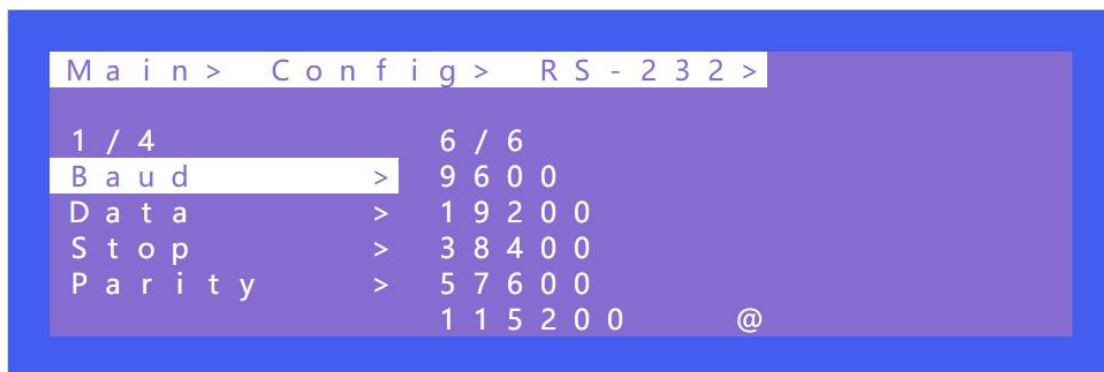 Main> Config> RS-232>
1/4 6/6
Baud > 9600
Data > 19200
Stop > 38400
Parity > 57600
115200 @